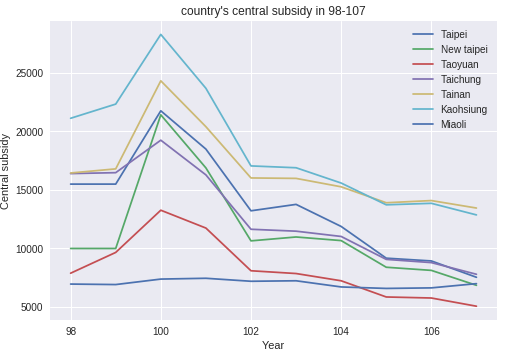 country's central subsidy in 98-107
Taipei
New taipei
Taoyuan
Taichung
Tainan
Kaohsiung
Miaoli
Central subsidy
25000
20000
15000
10000
5000
98 100 102 104 106
Year